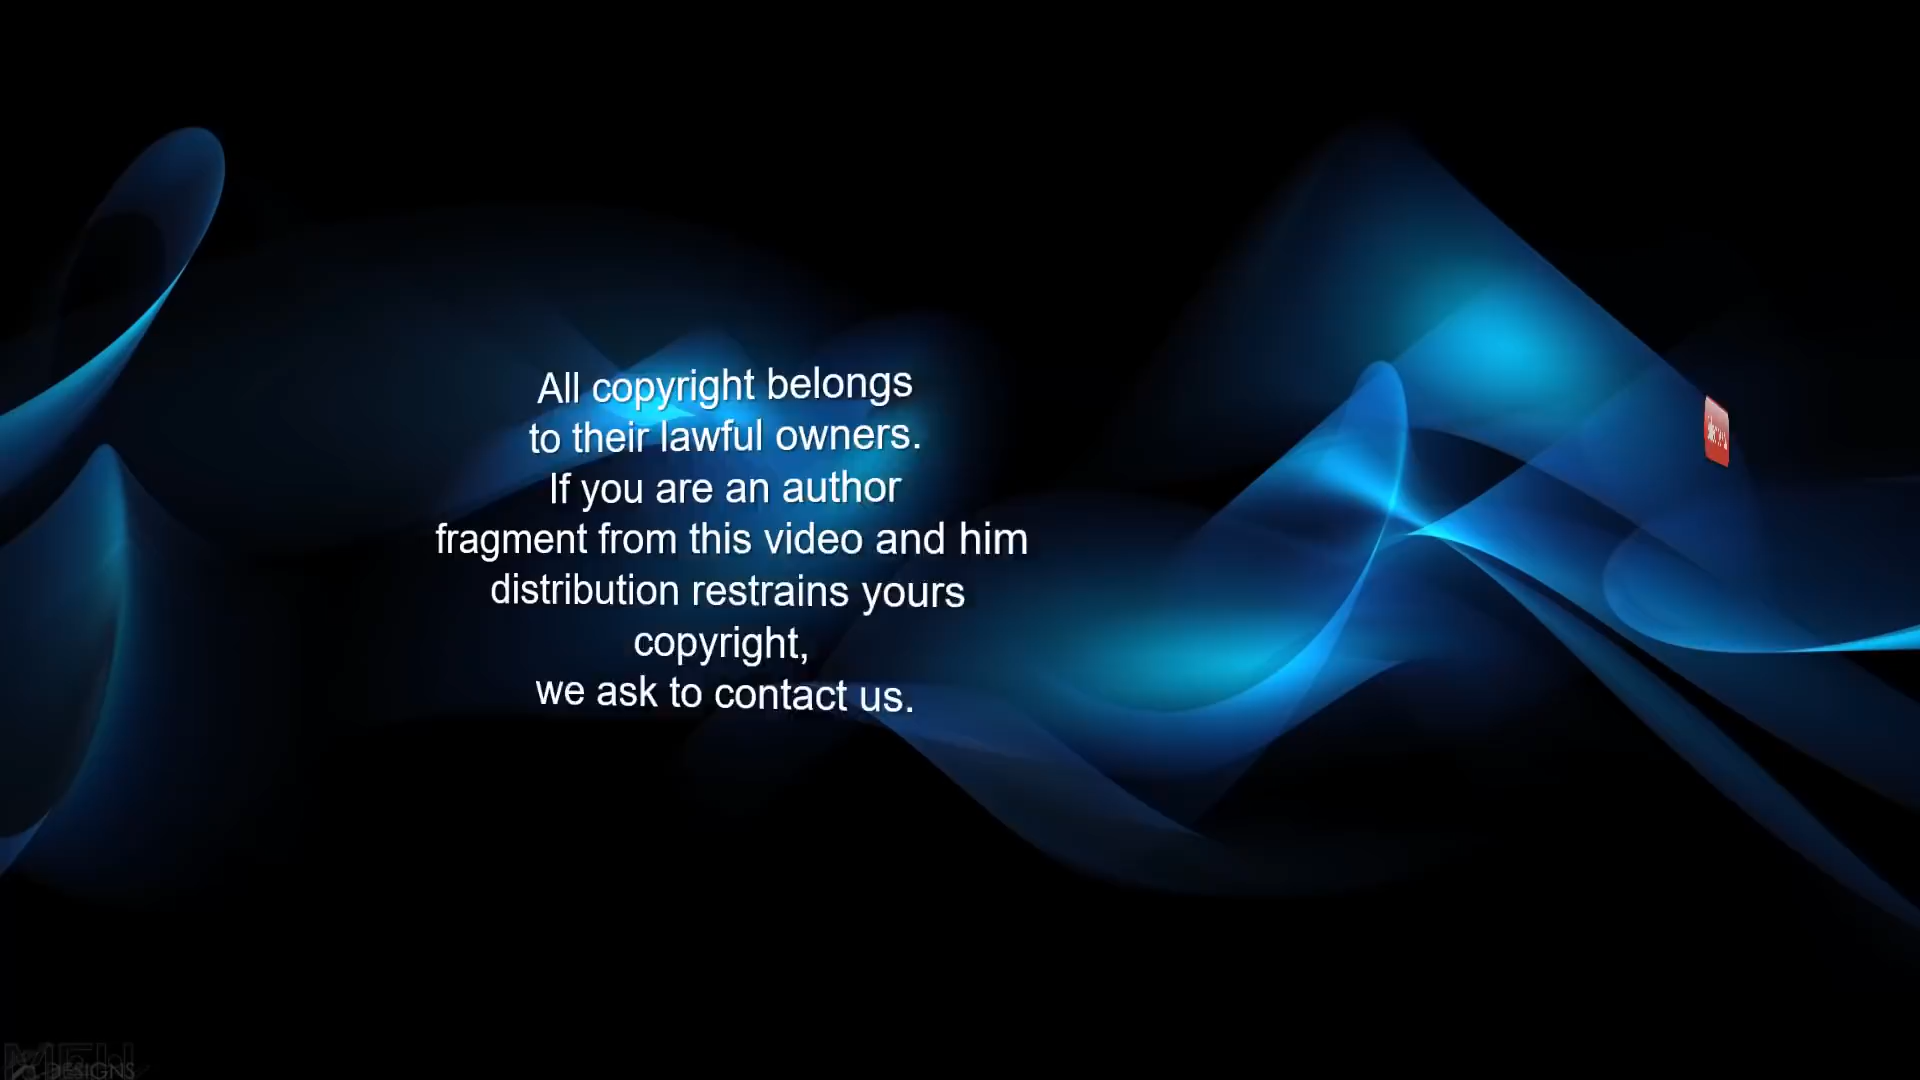 All copyright belongs
to their lawful owners.
If you are an author
fragment from this video and him
distribution restrains yours
copyright,
we ask to contact us.
DESIGNS